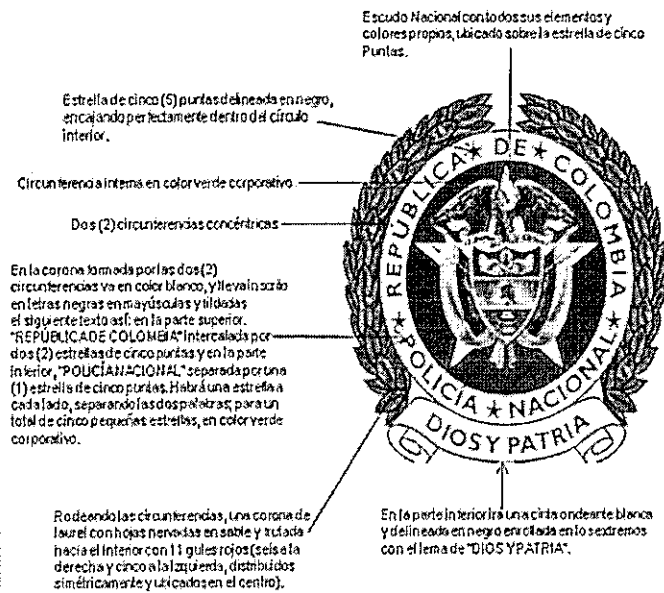 Escudo Nacional con todos sus elementos y
colores propios, ubicado sobre la estrella de cinco
Puntas.
Estrella de cinco (5) puntas delineada en negro,
encajando perfectamente dentro del círculo
interior.
Circunferencia interna en color verde corporativo
Dos (2) circunferencias concéntricas
En la corona formada por las dos (2)
circunferencias va en color blanco, y lleva inscrito
en letras negras en mayúsculas y tildadas
el siguiente texto así: en la parte superior.
"REPÚBLICA DE COLOMBIA" intercalada por
dos (2) estrellas de cinco puntas y en la parte
inferior, "POLICÍA NACIONAL" separada por una
(1) estrella de cinco puntas. Habrá una estrella a
cada lado, separando las dos palabras; para un
total de cinco pequeñas estrellas, en color verde
corporativo.
Rodeando las circunferencias, una corona de
laurel con hojas nervadas en sable y frutada
hacia el interior con 11 gules rojos (seis a la
derecha y cinco a la izquierda, distribuidos
simétricamente y ubicados en el centro).
REPÚBLICA ★ DE ★ COLOMBIA
★ POLICÍA ★ NACIONAL ★
DIOS Y PATRIA
En la parte inferior irá una cinta ondeante blanca
y delineada en negro enrollada en lo sextremos
con el lema de "DIOS Y PATRIA".